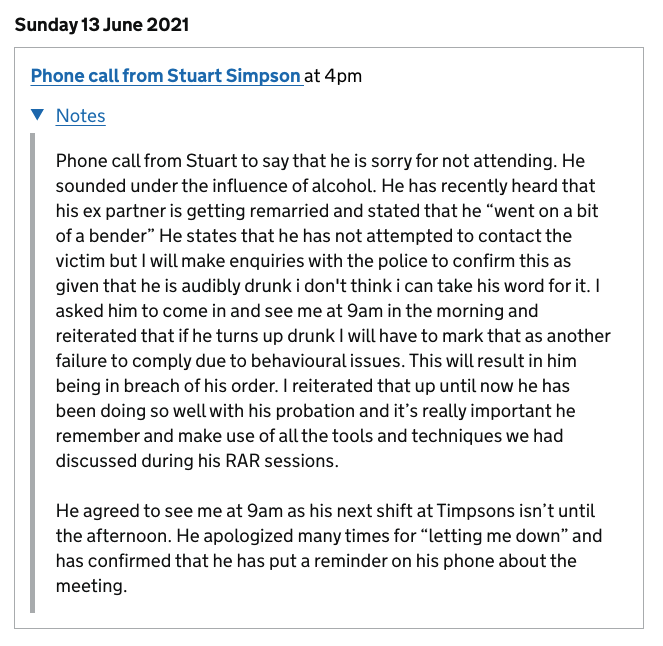 Sunday 13 June 2021
Phone call from Stuart Simpson at 4pm
Notes
Phone call from Stuart to say that he is sorry for not attending. He
sounded under the influence of alcohol. He has recently heard that
his ex partner is getting remarried and stated that he “went on a bit
of a bender” He states that he has not attempted to contact the
victim but I will make enquiries with the police to confirm this as
given that he is audibly drunk i don't think i can take his word for it. I
asked him to come in and see me at 9am in the morning and
reiterated that if he turns up drunk I will have to mark that as another
failure to comply due to behavioural issues. This will result in him
being in breach of his order. I reiterated that up until now he has
been doing so well with his probation and it’s really important he
remember and make use of all the tools and techniques we had
discussed during his RAR sessions.
He agreed to see me at 9am as his next shift at Timpsons isn’t until
the afternoon. He apologized many times for “letting me down” and
has confirmed that he has put a reminder on his phone about the
meeting.